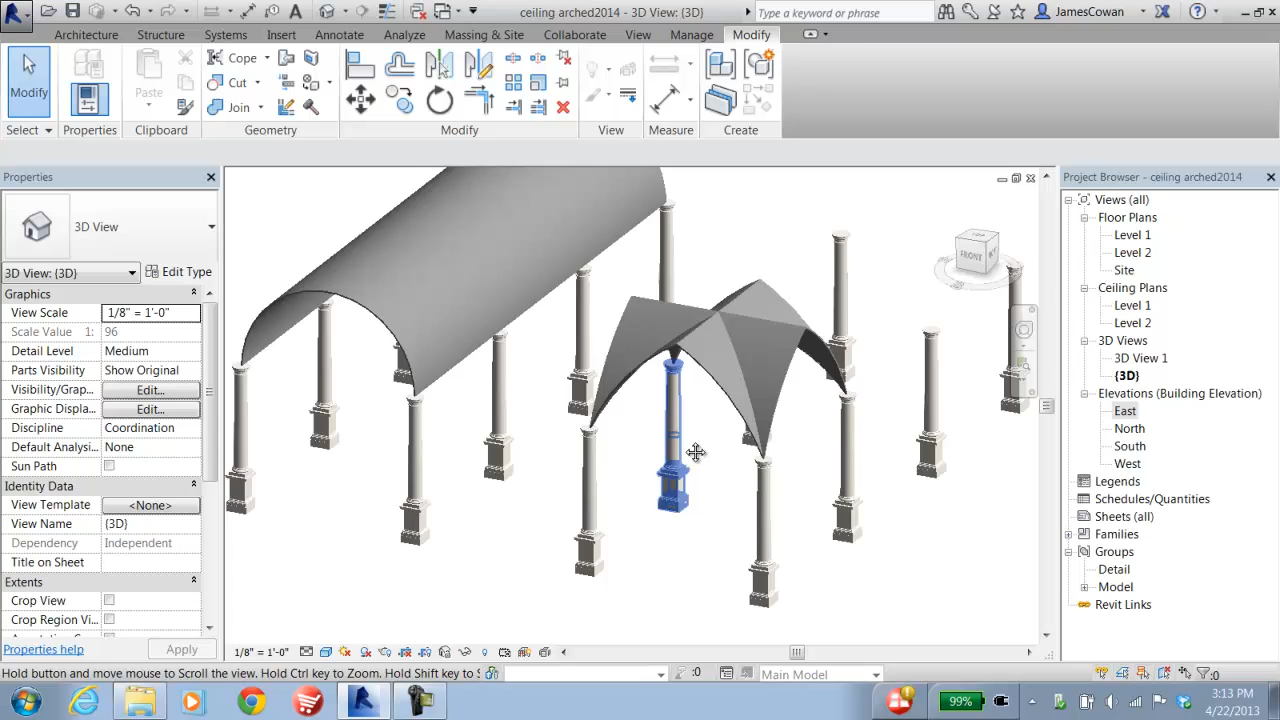 ceiling arched2014 - 3D View: {3D}
Type a keyword or phrase
JamesCowan
Architecture
Structure
Systems
Insert
Annotate
Analyze
Massing & Site
Collaborate
View
Manage
Modify
Modify
Paste
Cope
Cut
Join
Select
Properties
Clipboard
Geometry
Modify
View
Measure
Create
Properties
3D View
3D View: {3D}
Edit Type
Graphics
View Scale
1/8" = 1'-0"
Scale Value 1:
96
Detail Level
Medium
Parts Visibility
Show Original
Visibility/Grap...
Edit...
Graphic Displa...
Edit...
Discipline
Coordination
Default Analysi...
None
Sun Path
Identity Data
View Template
<None>
View Name
{3D}
Dependency
Independent
Title on Sheet
Extents
Crop View
Crop Region Vi...
Properties help
Apply
FRONT
Project Browser - ceiling arched2014
Views (all)
Floor Plans
Level 1
Level 2
Site
Ceiling Plans
Level 1
Level 2
3D Views
3D View 1
{3D}
Elevations (Building Elevation)
East
North
South
West
Legends
Schedules/Quantities
Sheets (all)
Families
Groups
Detail
Model
Revit Links
1/8" = 1'-0"
Hold button and move mouse to Scroll the view. Hold Ctrl key to Zoom. Hold Shift key to S
:0
Main Model
:0
99%
3:13 PM
4/22/2013